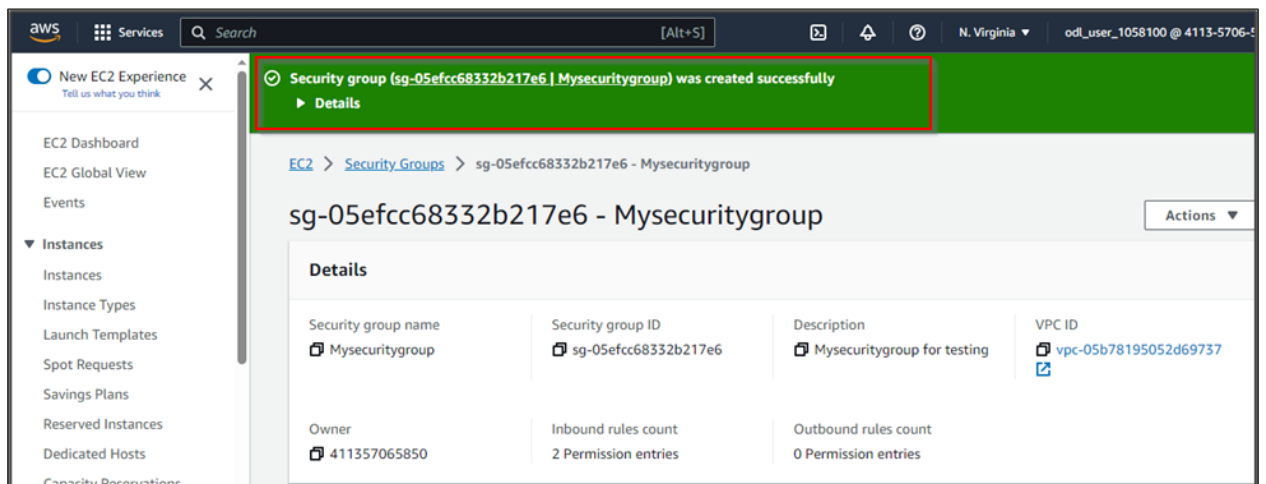 aws Services Search [Alt+S] N. Virginia odl_user_1058100 @ 4113-5706-
New EC2 Experience
Tell us what you think
EC2 Dashboard
EC2 Global View
Events
Instances
Instances
Instance Types
Launch Templates
Spot Requests
Savings Plans
Reserved Instances
Dedicated Hosts
Capacity Reservations
Security group (sg-05efcc68332b217e6 | Mysecuritygroup) was created successfully
Details
EC2 > Security Groups > sg-05efcc68332b217e6 - Mysecuritygroup
sg-05efcc68332b217e6 - Mysecuritygroup
Actions
Details
Security group name
Mysecuritygroup
Security group ID
sg-05efcc68332b217e6
Description
Mysecuritygroup for testing
VPC ID
vpc-05b78195052d69737
Owner
411357065850
Inbound rules count
2 Permission entries
Outbound rules count
0 Permission entries